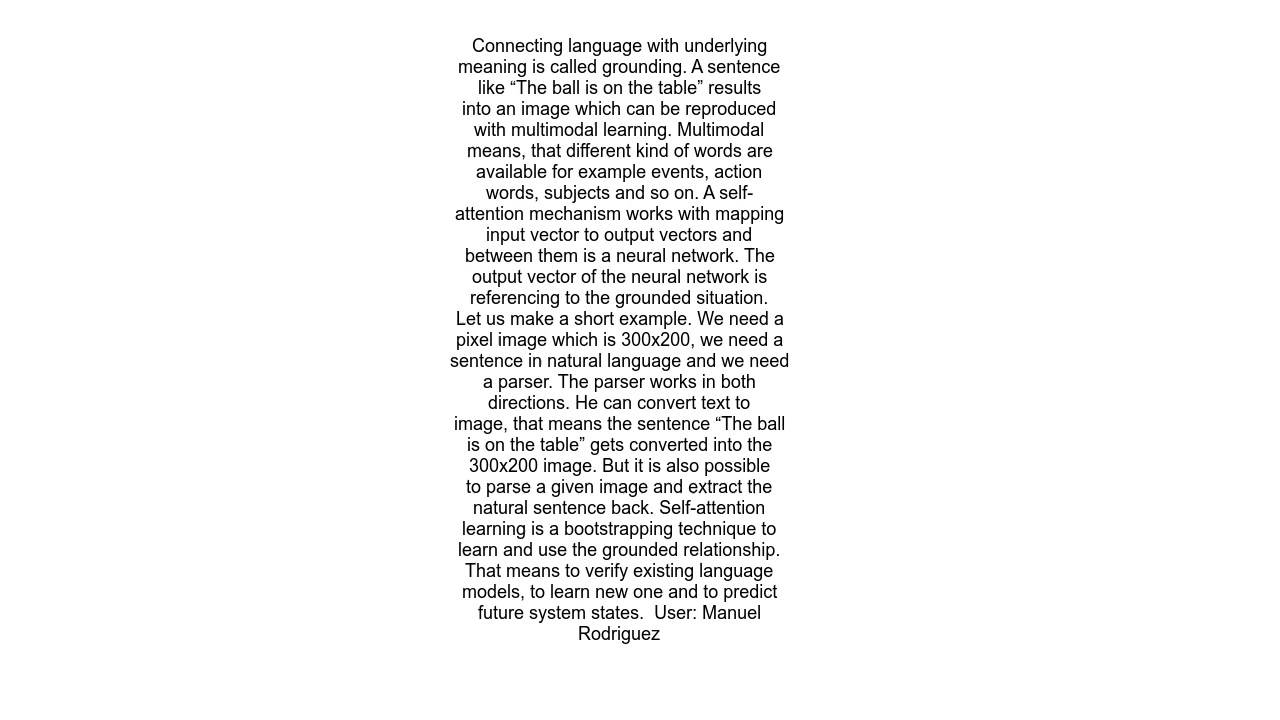 Connecting language with underlying
meaning is called grounding. A sentence
like “The ball is on the table” results
into an image which can be reproduced
with multimodal learning. Multimodal
means, that different kind of words are
available for example events, action
words, subjects and so on. A self-
attention mechanism works with mapping
input vector to output vectors and
between them is a neural network. The
output vector of the neural network is
referencing to the grounded situation.
Let us make a short example. We need a
pixel image which is 300x200, we need a
sentence in natural language and we need
a parser. The parser works in both
directions. He can convert text to
image, that means the sentence “The ball
is on the table” gets converted into the
300x200 image. But it is also possible
to parse a given image and extract the
natural sentence back. Self-attention
learning is a bootstrapping technique to
learn and use the grounded relationship.
That means to verify existing language
models, to learn new one and to predict
future system states.  User: Manuel
Rodriguez